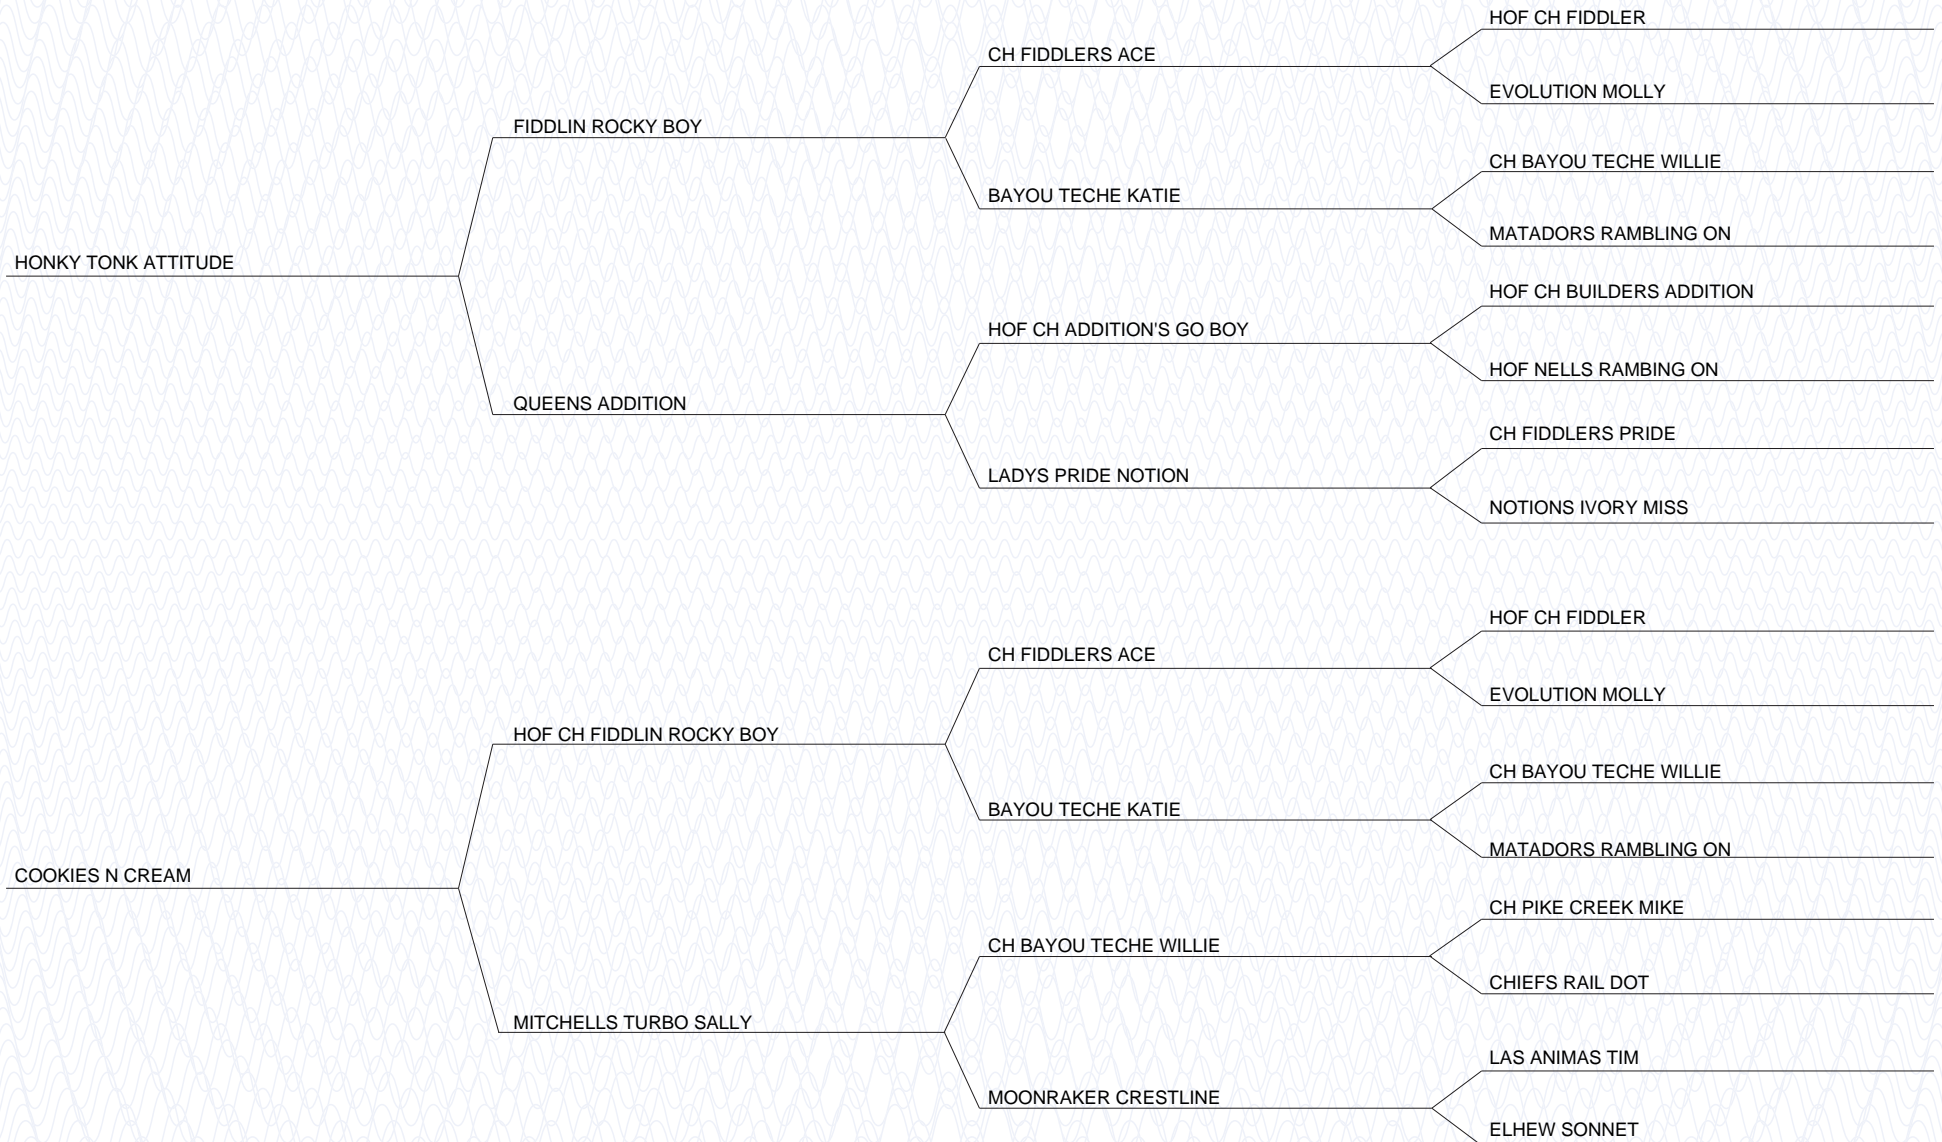 HOF CH FIDDLER
CH FIDDLERS ACE
EVOLUTION MOLLY
FIDDLIN ROCKY BOY
CH BAYOU TECHE WILLIE
BAYOU TECHE KATIE
MATADORS RAMBLING ON
HONKY TONK ATTITUDE
HOF CH BUILDERS ADDITION
HOF CH ADDITION'S GO BOY
HOF NELLS RAMBING ON
QUEENS ADDITION
CH FIDDLERS PRIDE
LADYS PRIDE NOTION
NOTIONS IVORY MISS
HOF CH FIDDLER
CH FIDDLERS ACE
EVOLUTION MOLLY
HOF CH FIDDLIN ROCKY BOY
CH BAYOU TECHE WILLIE
BAYOU TECHE KATIE
MATADORS RAMBLING ON
COOKIES N CREAM
CH PIKE CREEK MIKE
CH BAYOU TECHE WILLIE
CHIEFS RAIL DOT
MITCHELLS TURBO SALLY
LAS ANIMAS TIM
MOONRAKER CRESTLINE
ELHEW SONNET